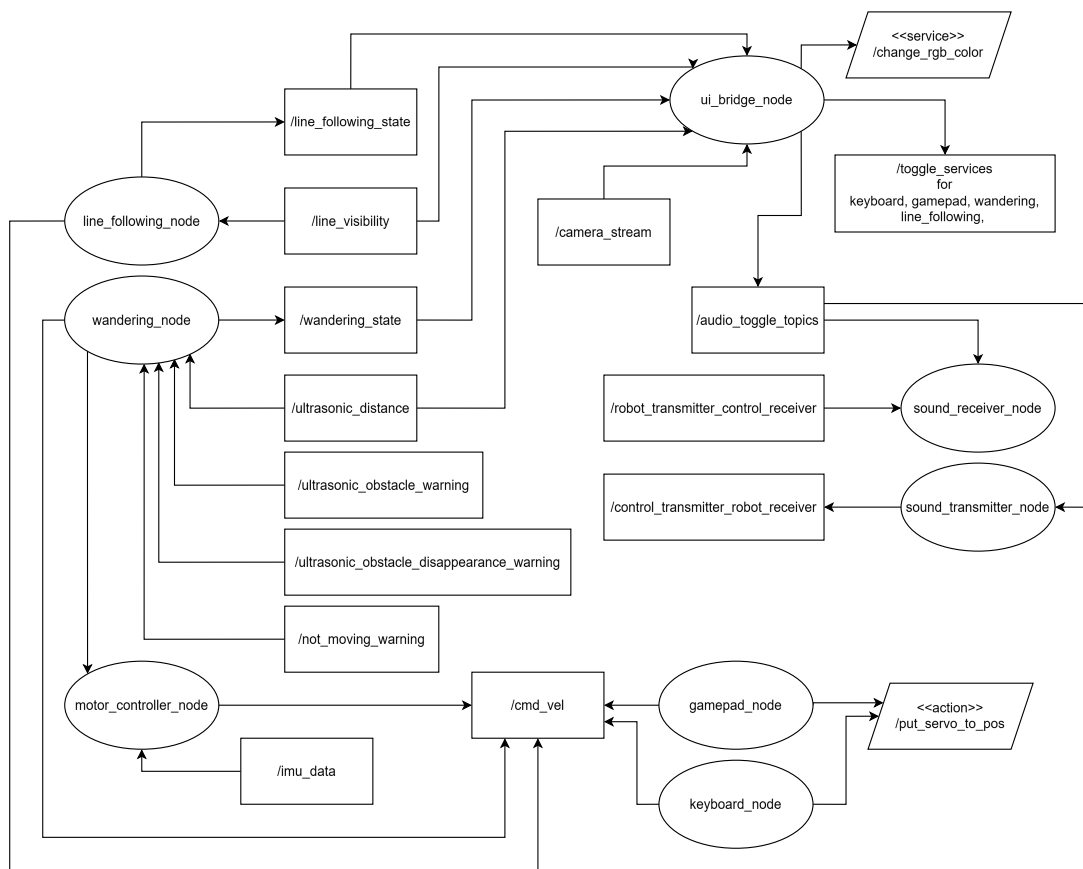 <<service>>
/change_rgb_color
ui_bridge_node
/line_following_state
/toggle_services
for
keyboard, gamepad, wandering,
line_following,
line_following_node
/line_visibility
/camera_stream
wandering_node
/wandering_state
/audio_toggle_topics
/ultrasonic_distance
/robot_transmitter_control_receiver
sound_receiver_node
/ultrasonic_obstacle_warning
/control_transmitter_robot_receiver
sound_transmitter_node
/ultrasonic_obstacle_disappearance_warning
/not_moving_warning
motor_controller_node
/cmd_vel
gamepad_node
<<action>>
/put_servo_to_pos
/imu_data
keyboard_node